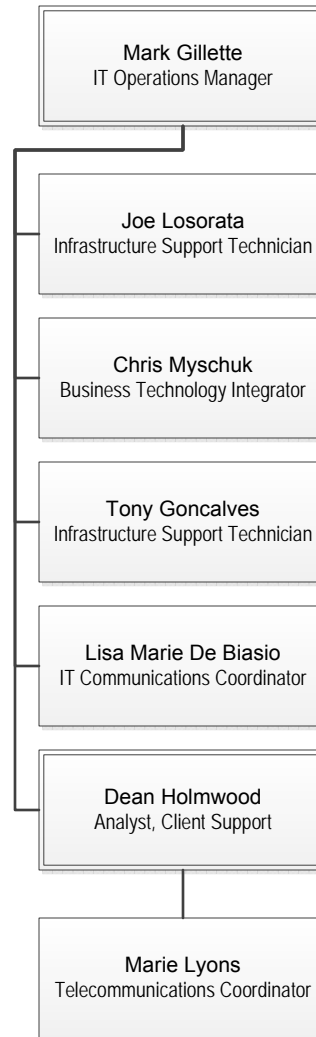 Mark Gillette
IT Operations Manager
Joe Losorata
Infrastructure Support Technician
Chris Myschuk
Business Technology Integrator
Tony Goncalves
Infrastructure Support Technician
Lisa Marie De Biasio
IT Communications Coordinator
Dean Holmwood
Analyst, Client Support
Marie Lyons
Telecommunications Coordinator